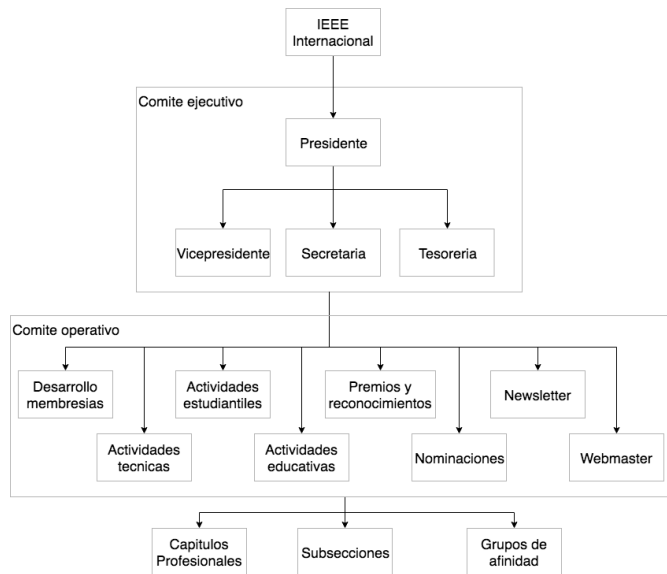 IEEE
Internacional
Comite ejecutivo
Presidente
Vicepresidente
Secretaria
Tesoreria
Comite operativo
Desarrollo
membresias
Actividades
estudiantiles
Premios y
reconocimientos
Newsletter
Actividades
tecnicas
Actividades
educativas
Nominaciones
Webmaster
Capitulos
Profesionales
Subsecciones
Grupos de
afinidad